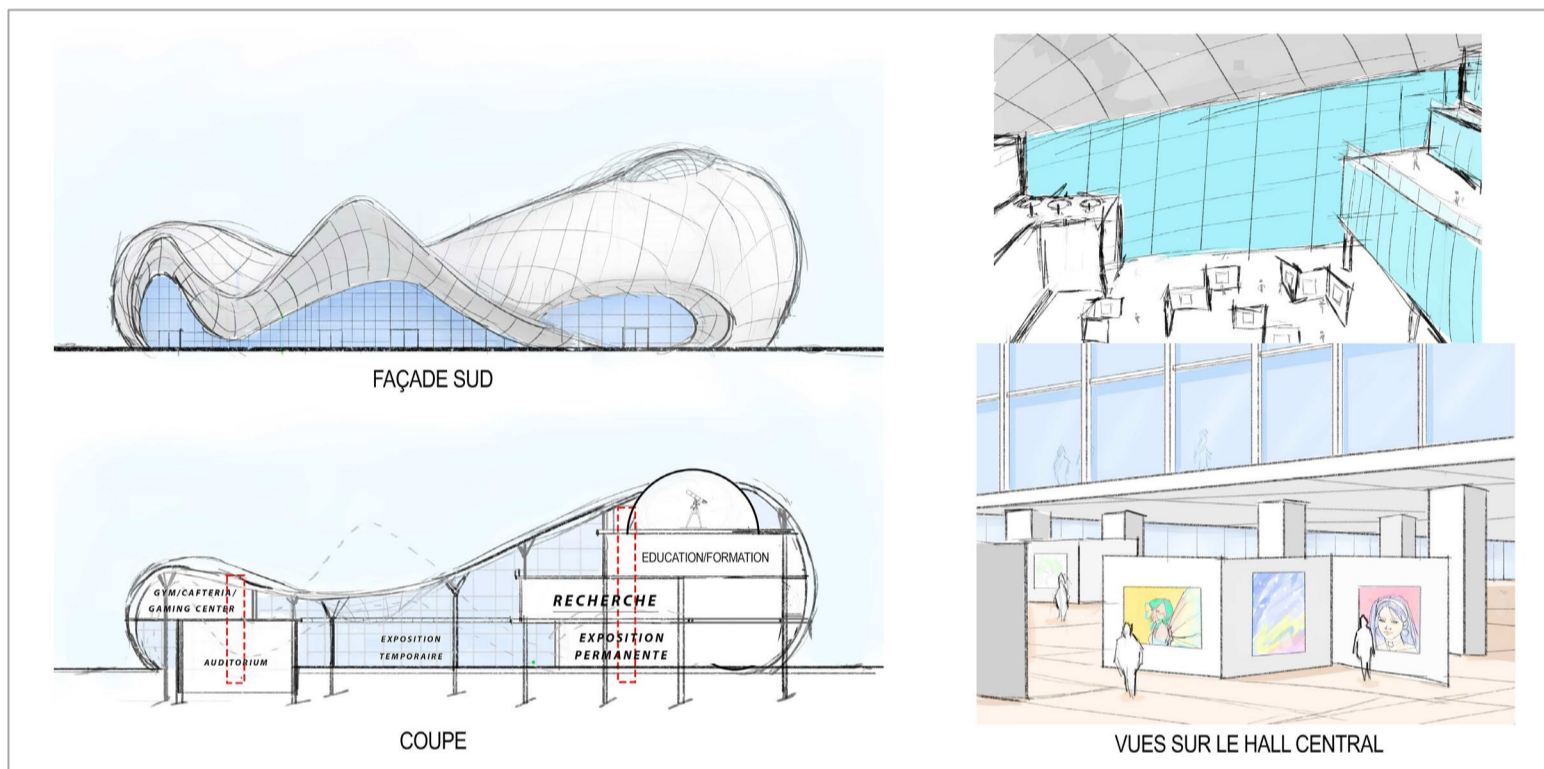 FAÇADE SUD
EDUCATION/FORMATION
GYM/CAFTERIA/
GAMING CENTER
RECHERCHE
AUDITORIUM
EXPOSITION
TEMPORAIRE
EXPOSITION
PERMANENTE
COUPE
VUES SUR LE HALL CENTRAL